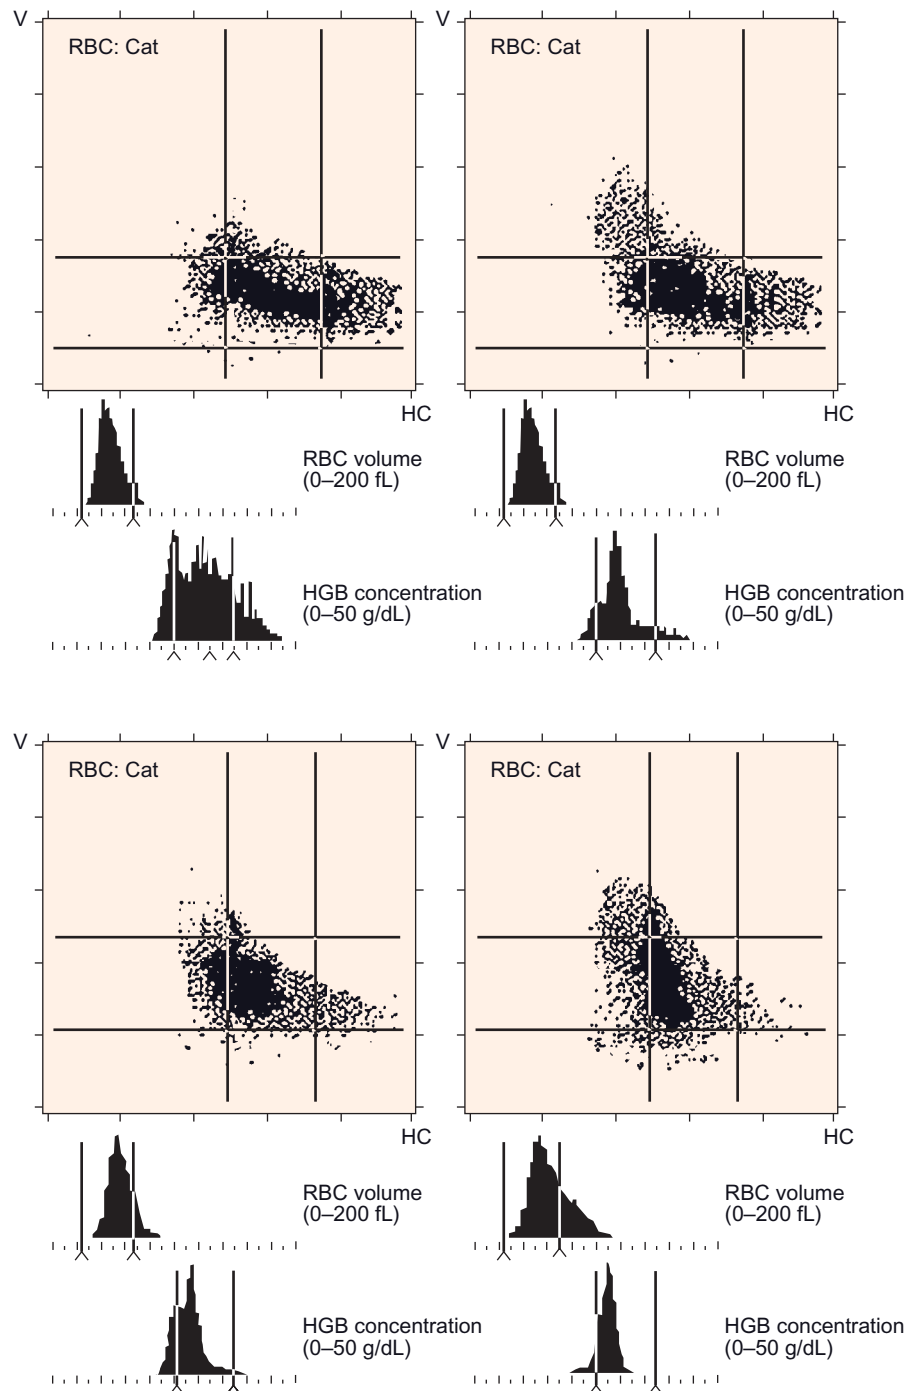 V
RBC: Cat
V
RBC: Cat
HC
RBC volume
(0–200 fL)
HC
RBC volume
(0–200 fL)
HGB concentration
(0–50 g/dL)
HGB concentration
(0–50 g/dL)
V
RBC: Cat
V
RBC: Cat
HC
RBC volume
(0–200 fL)
HC
RBC volume
(0–200 fL)
HGB concentration
(0–50 g/dL)
HGB concentration
(0–50 g/dL)